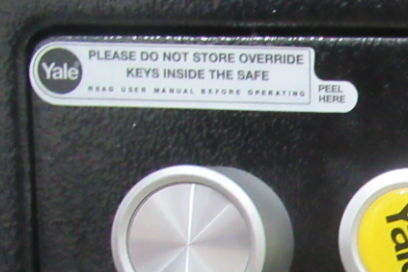 Yale
PLEASE DO NOT STORE OVERRIDE
KEYS INSIDE THE SAFE
READ USER MANUAL BEFORE OPERATING
PEEL
HERE
Yale